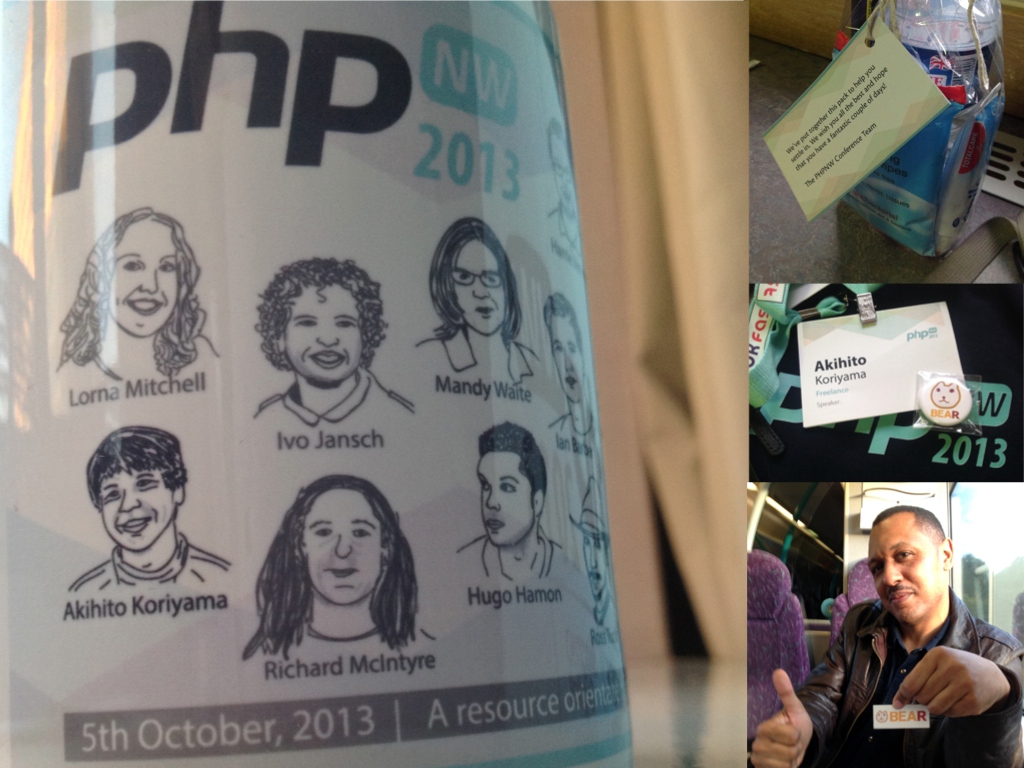 php NW
2013
Lorna Mitchell
Ivo Jansch
Mandy Waite
Akihito Koriyama
Richard McIntyre
Hugo Hamon
Ian
5th October, 2013 | A resource
We've put together this pack to help you
settle in. We wish you all the best and hope
that you have a fantastic couple of days!
The PHPNW Conference Team
php
Akihito
Koriyama
Freelance
Speaker
BEAR
php NW
2013
BEAR